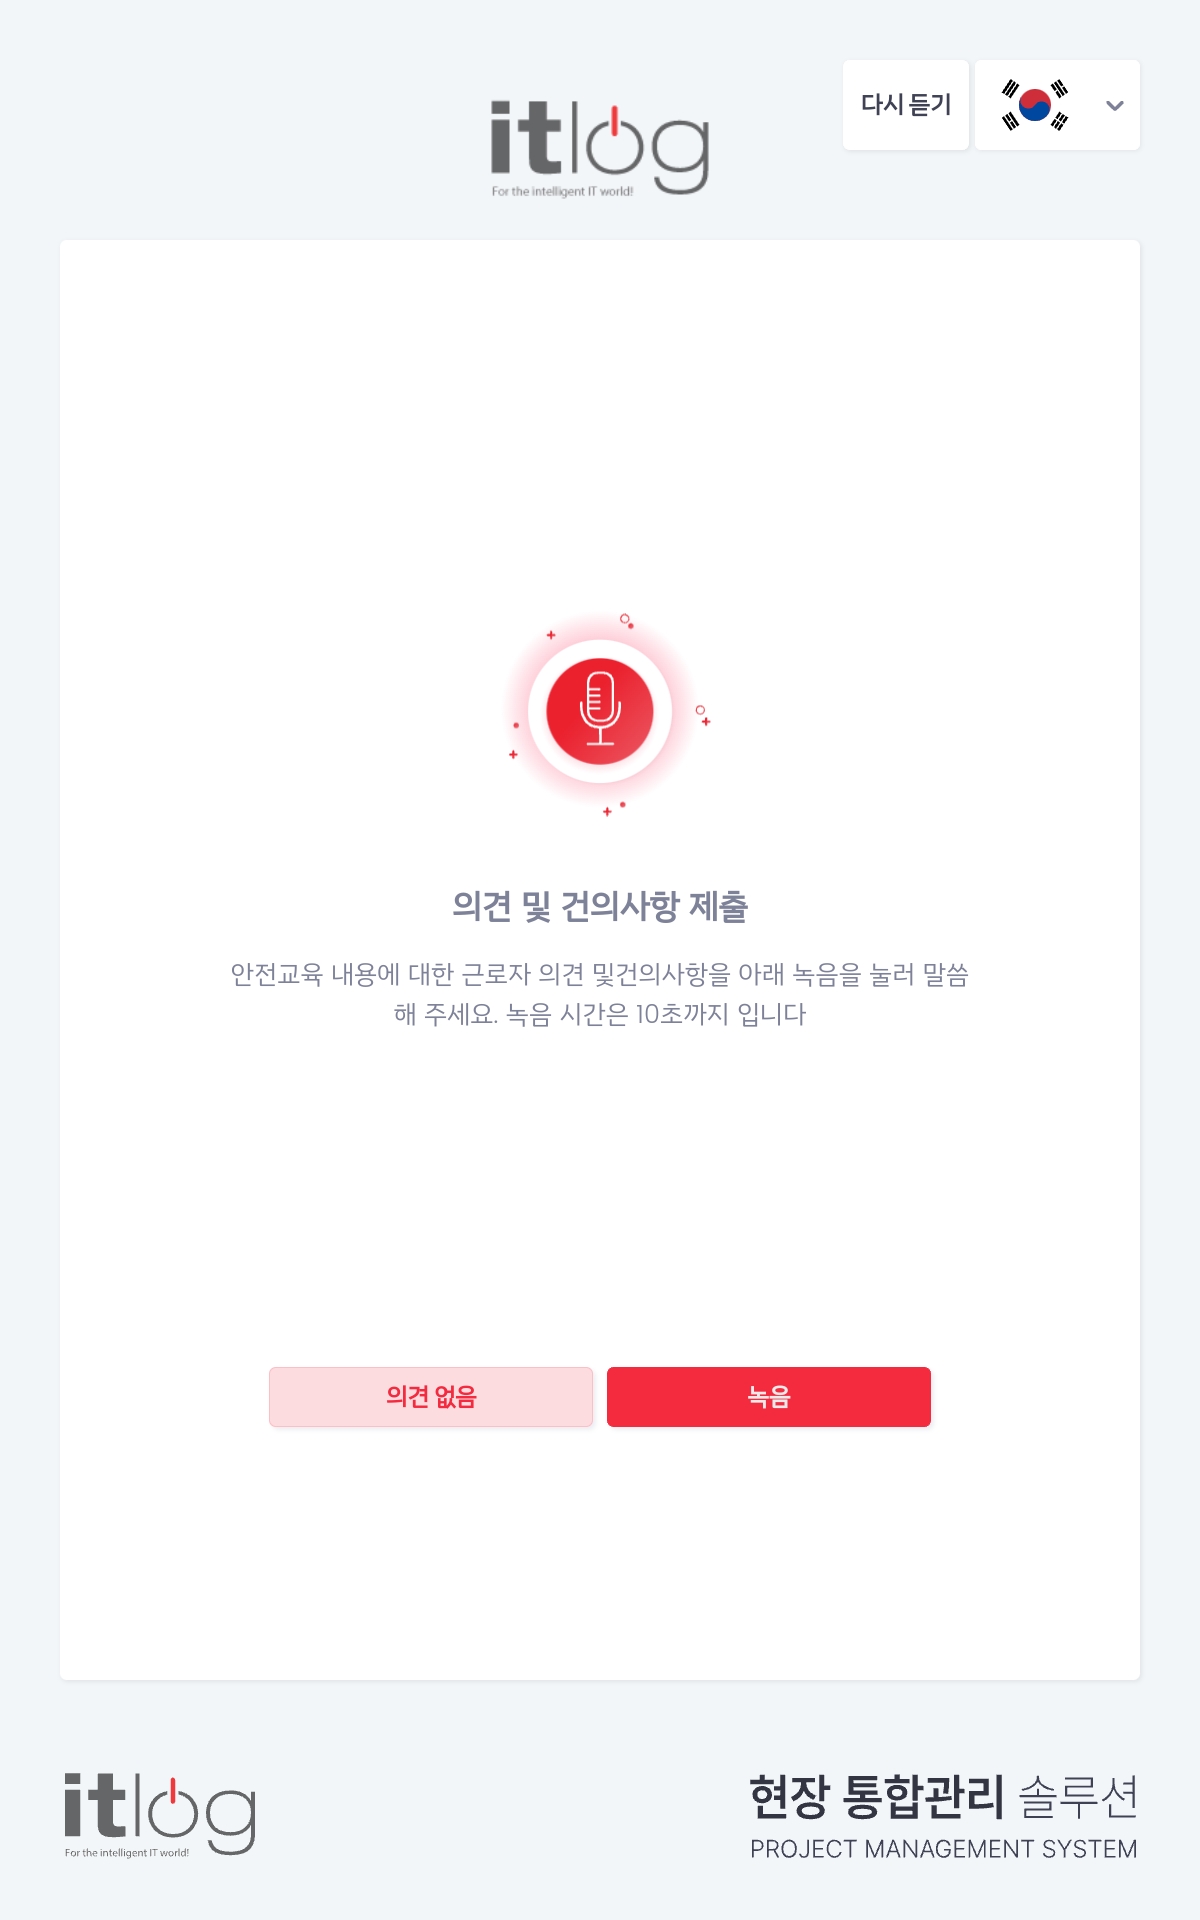 다시 듣기
itlog
For the intelligent IT world!
의견 및 건의사항 제출
안전교육 내용에 대한 근로자 의견 및건의사항을 아래 녹음을 눌러 말씀
해 주세요. 녹음 시간은 10초까지 입니다
의견 없음
녹음
itlog
For the intelligent IT world!
현장 통합관리 솔루션
PROJECT MANAGEMENT SYSTEM